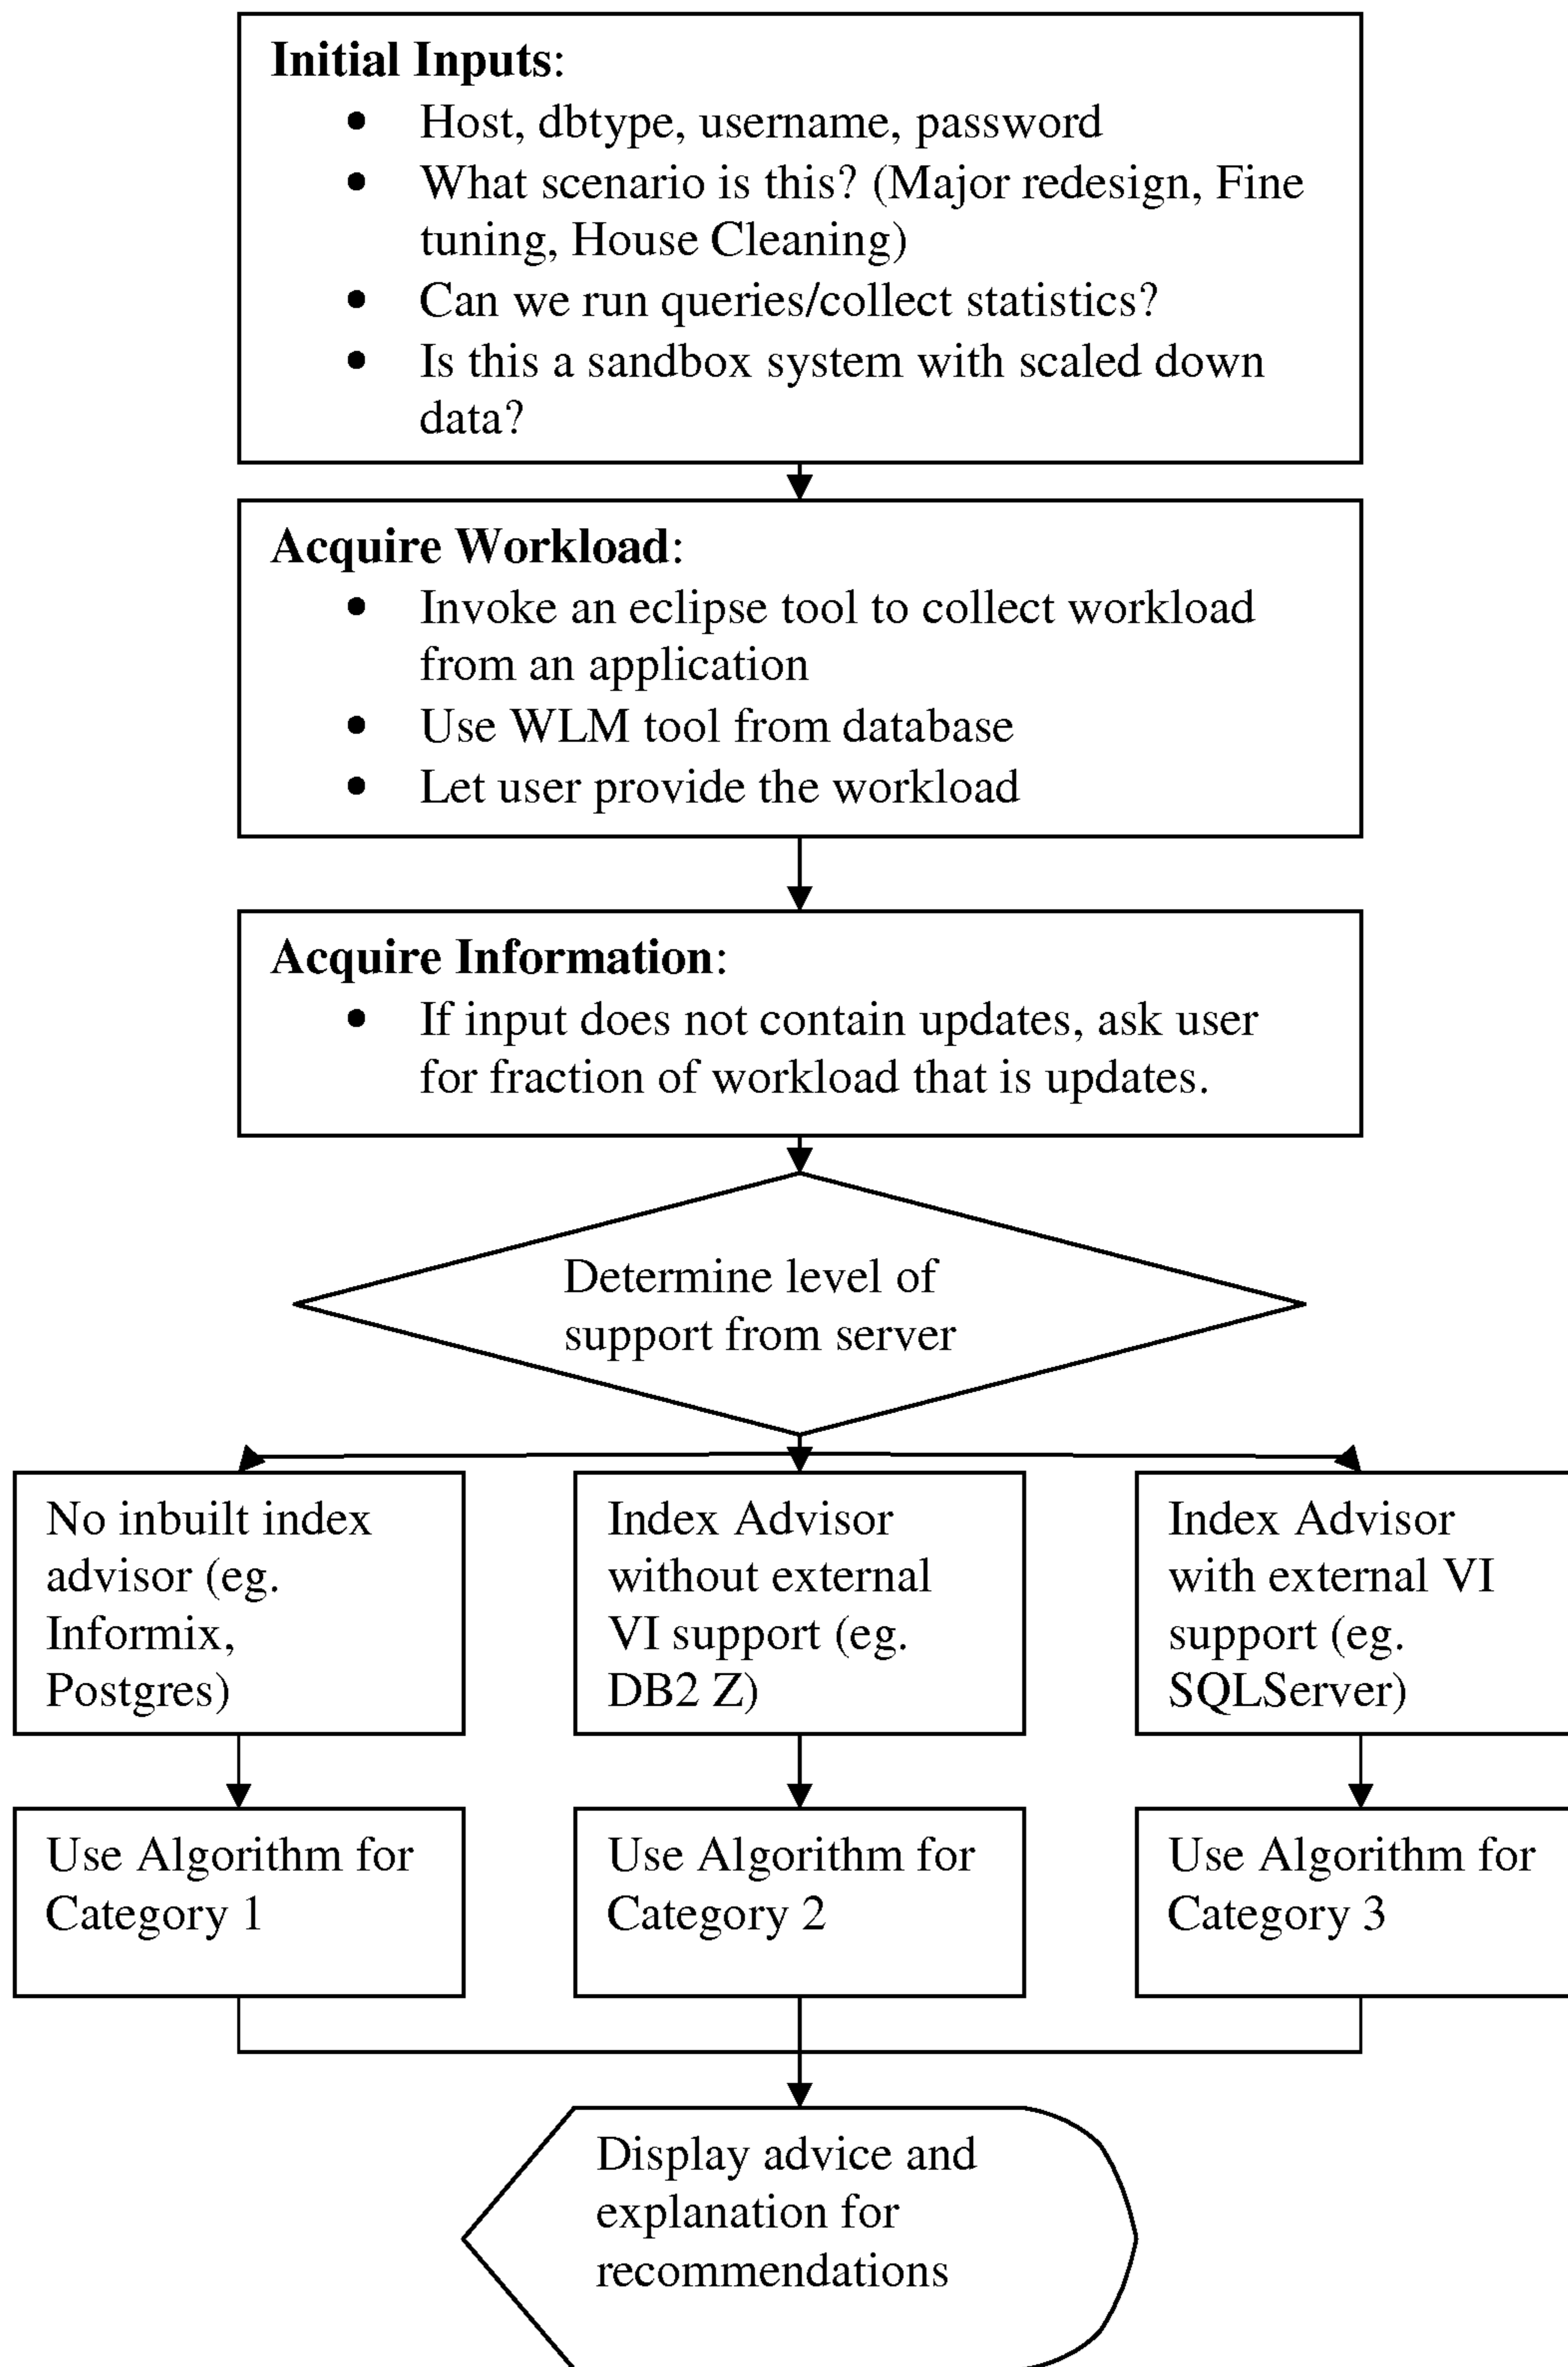 Initial Inputs:
• Host, dbtype, username, password
• What scenario is this? (Major redesign, Fine
tuning, House Cleaning)
• Can we run queries/collect statistics?
• Is this a sandbox system with scaled down
data?
Acquire Workload:
• Invoke an eclipse tool to collect workload
from an application
• Use WLM tool from database
• Let user provide the workload
Acquire Information:
• If input does not contain updates, ask user
for fraction of workload that is updates.
Determine level of
support from server
No inbuilt index
advisor (eg.
Informix,
Postgres)
Index Advisor
without external
VI support (eg.
DB2 Z)
Index Advisor
with external VI
support (eg.
SQLServer)
Use Algorithm for
Category 1
Use Algorithm for
Category 2
Use Algorithm for
Category 3
Display advice and
explanation for
recommendations